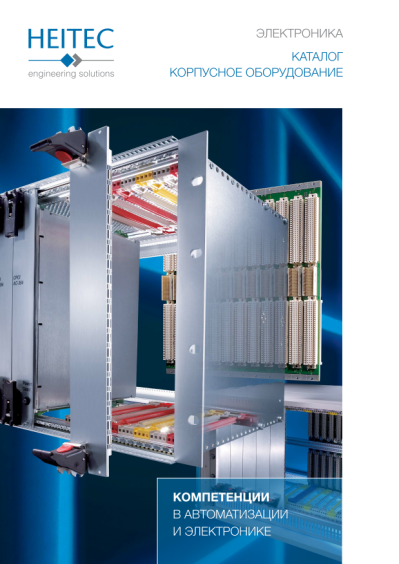 HEITEC
engineering solutions
ЭЛЕКТРОНИКА
КАТАЛОГ
КОРПУСНОЕ ОБОРУДОВАНИЕ
КОМПЕТЕНЦИИ
В АВТОМАТИЗАЦИИ
И ЭЛЕКТРОНИКЕ